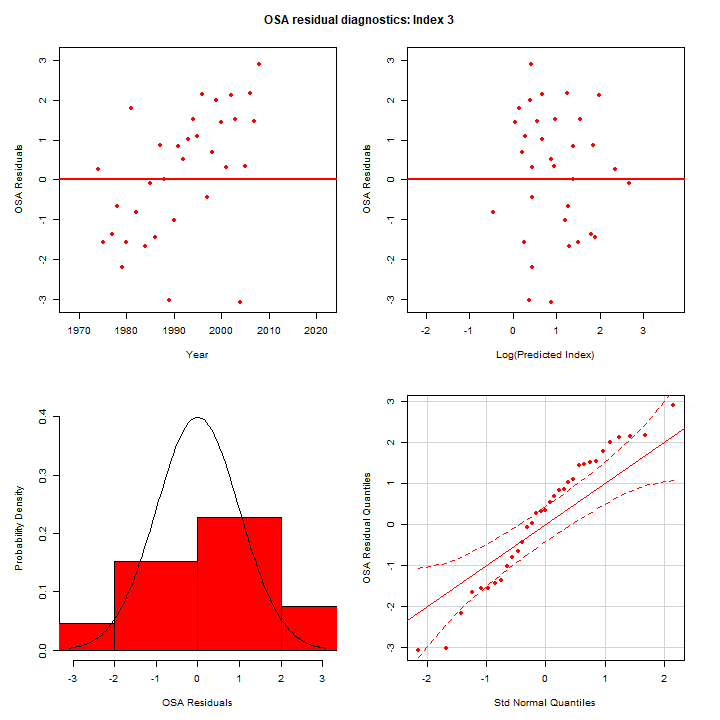 OSA residual diagnostics: Index 3
OSA Residuals
3
2
1
0
-1
-2
-3
1970 1980 1990 2000 2010 2020
Year
OSA Residuals
3
2
1
0
-1
-2
-3
-2 -1 0 1 2 3
Log(Predicted Index)
Probability Density
0.4
0.3
0.2
0.1
0.0
-3 -2 -1 0 1 2 3
OSA Residuals
OSA Residual Quantiles
3
2
1
0
-1
-2
-3
-2 -1 0 1 2
Std Normal Quantiles